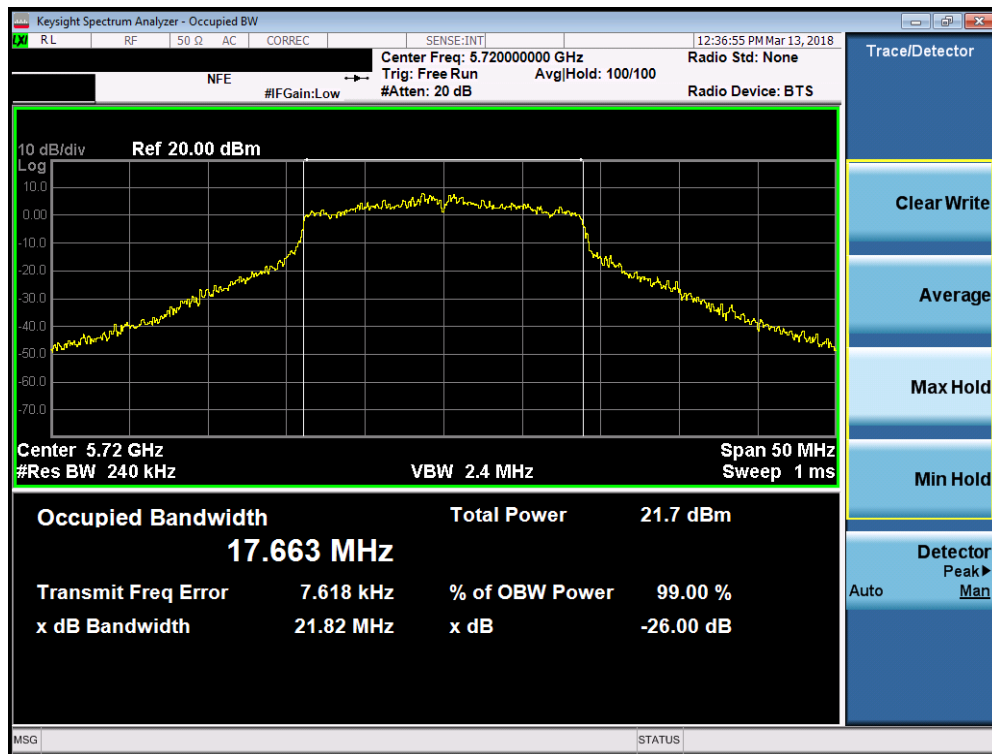 Keysight Spectrum Analyzer - Occupied BW
LXI RL RF 50 Ω AC CORREC SENSE:INT 12:36:55 PM Mar 13, 2018
Center Freq: 5.720000000 GHz Radio Std: None
NFE Trig: Free Run Avg|Hold: 100/100
#IFGain:Low #Atten: 20 dB Radio Device: BTS
Trace/Detector
10 dB/div Ref 20.00 dBm
Log
10.0
0.00
-10.0
-20.0
-30.0
-40.0
-50.0
-60.0
-70.0
Center 5.72 GHz Span 50 MHz
#Res BW 240 kHz VBW 2.4 MHz Sweep 1 ms
Occupied Bandwidth Total Power 21.7 dBm
17.663 MHz
Transmit Freq Error 7.618 kHz % of OBW Power 99.00 %
x dB Bandwidth 21.82 MHz x dB -26.00 dB
Clear Write
Average
Max Hold
Min Hold
Detector
Peak▶
Auto Man
MSG STATUS